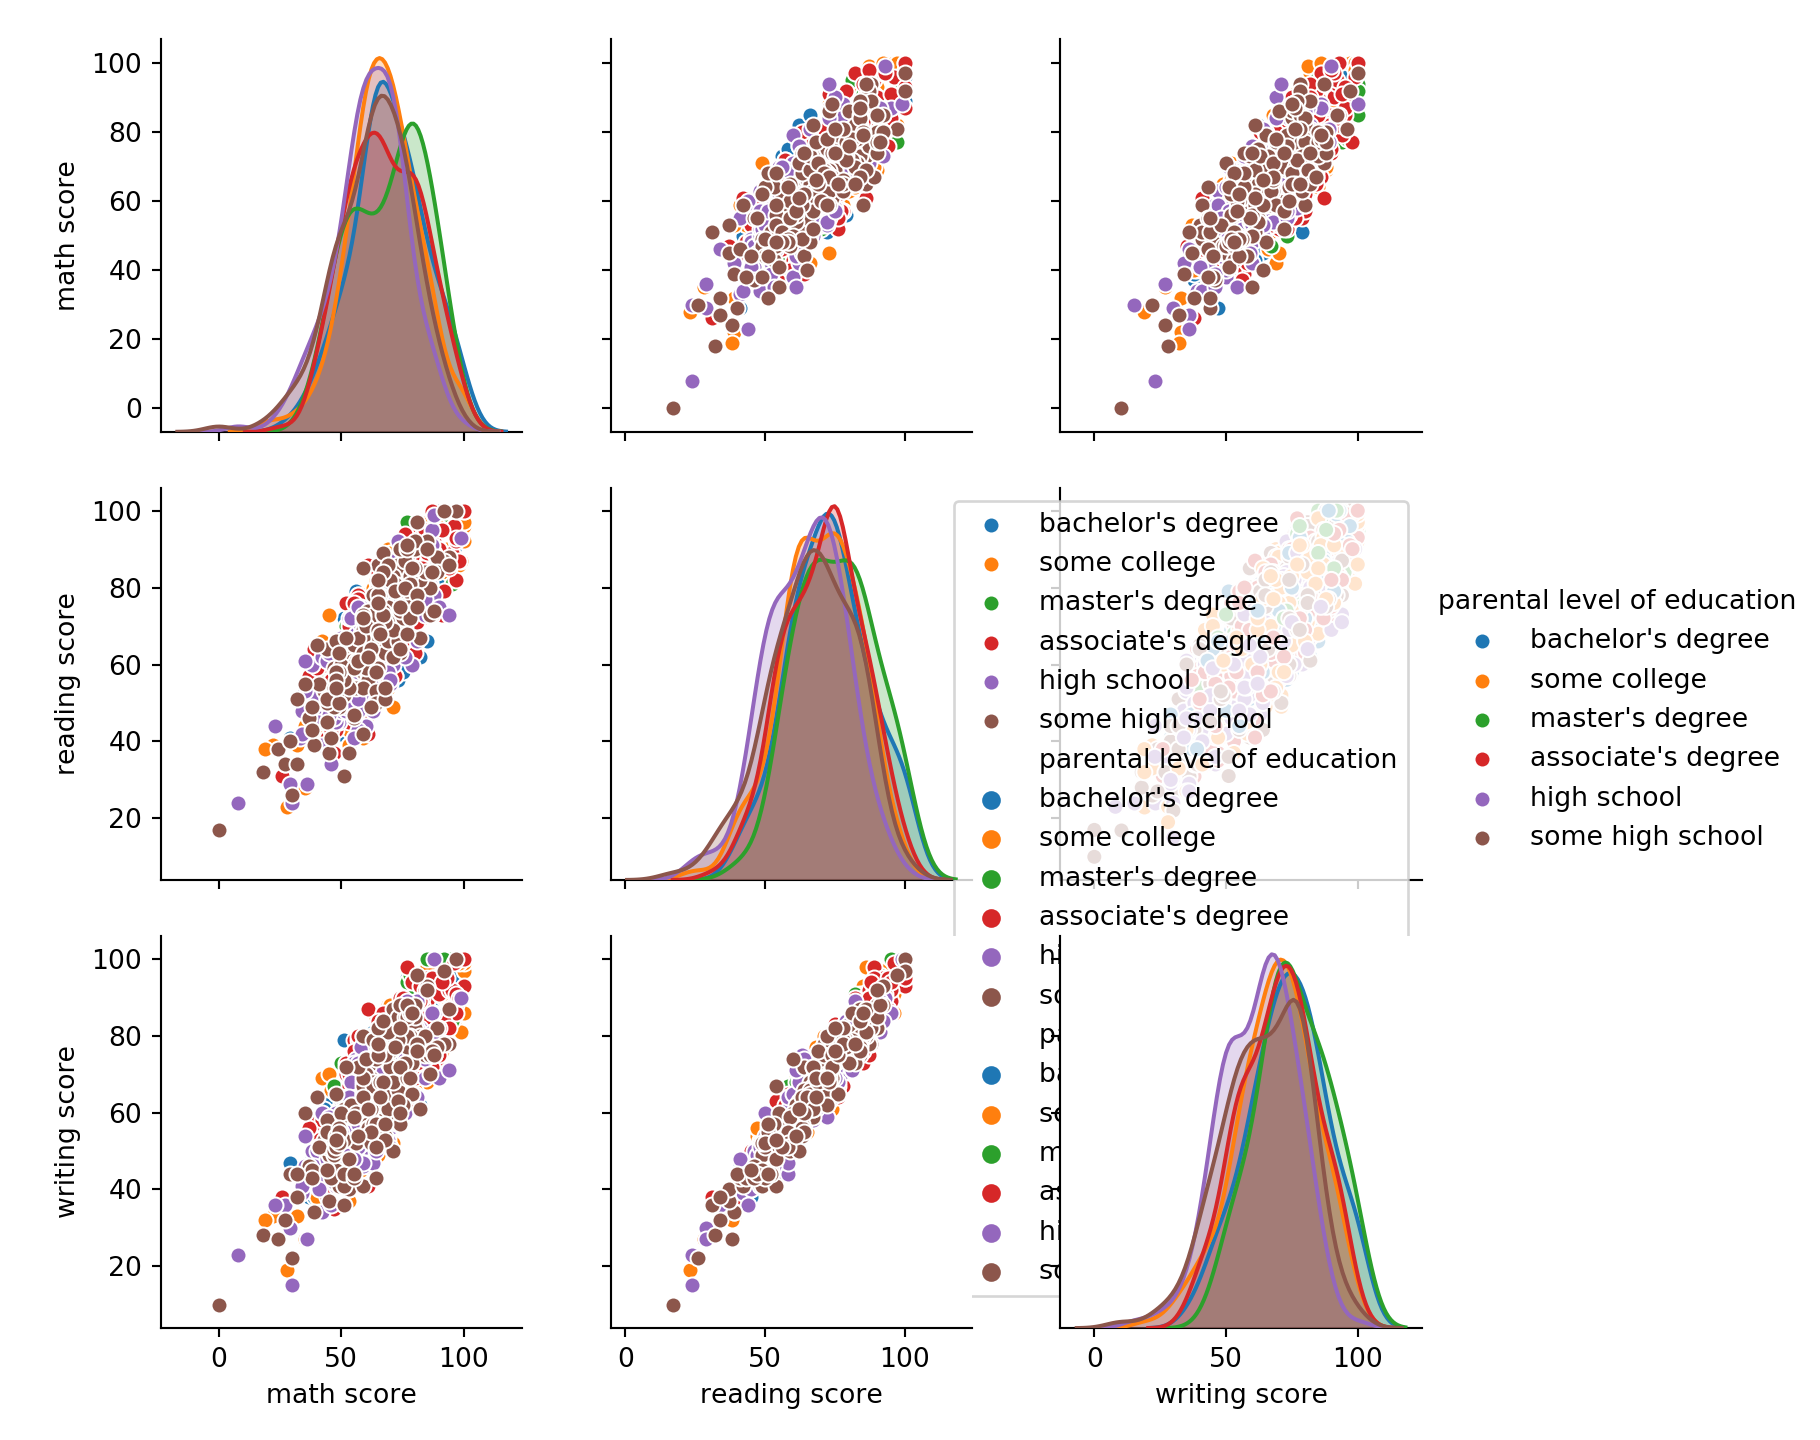 100
80
60
40
20
0
math score
100
80
60
40
20
reading score
bachelor's degree
some college
master's degree
associate's degree
high school
some high school
parental level of education
bachelor's degree
some college
master's degree
associate's degree
parental level of education
bachelor's degree
some college
master's degree
associate's degree
high school
some high school
100
80
60
40
20
writing score
0 50 100
math score
0 50 100
reading score
0 50 100
writing score